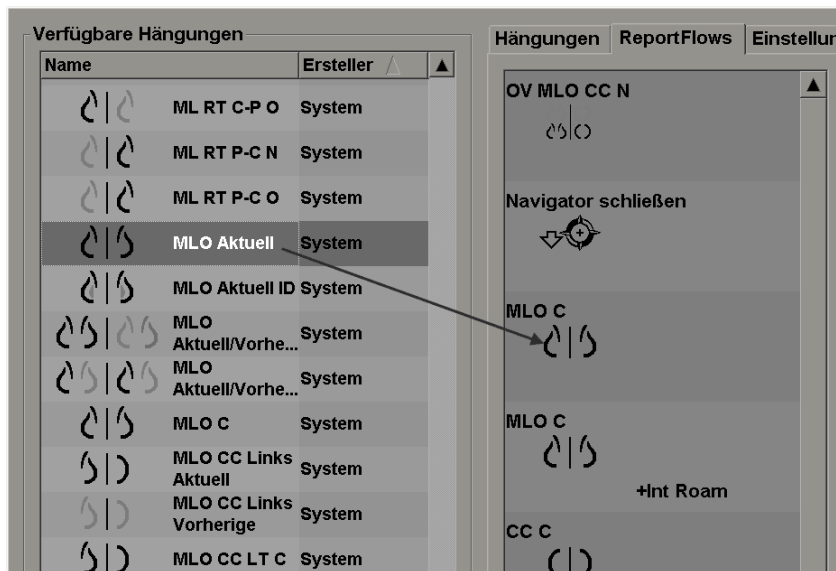 Verfügbare Hängungen
Name Ersteller
ML RT C-P O System
ML RT P-C N System
ML RT P-C O System
MLO Aktuell System
MLO Aktuell ID System
MLO
Aktuell/Vorhe... System
MLO
Aktuell/Vorhe... System
MLO C System
MLO CC Links
Aktuell System
MLO CC Links
Vorherige System
MLO CC LT C System
Hängungen ReportFlows Einstellur
OV MLO CC N
Navigator schließen
MLO C
MLO C
+Int Roam
CC C